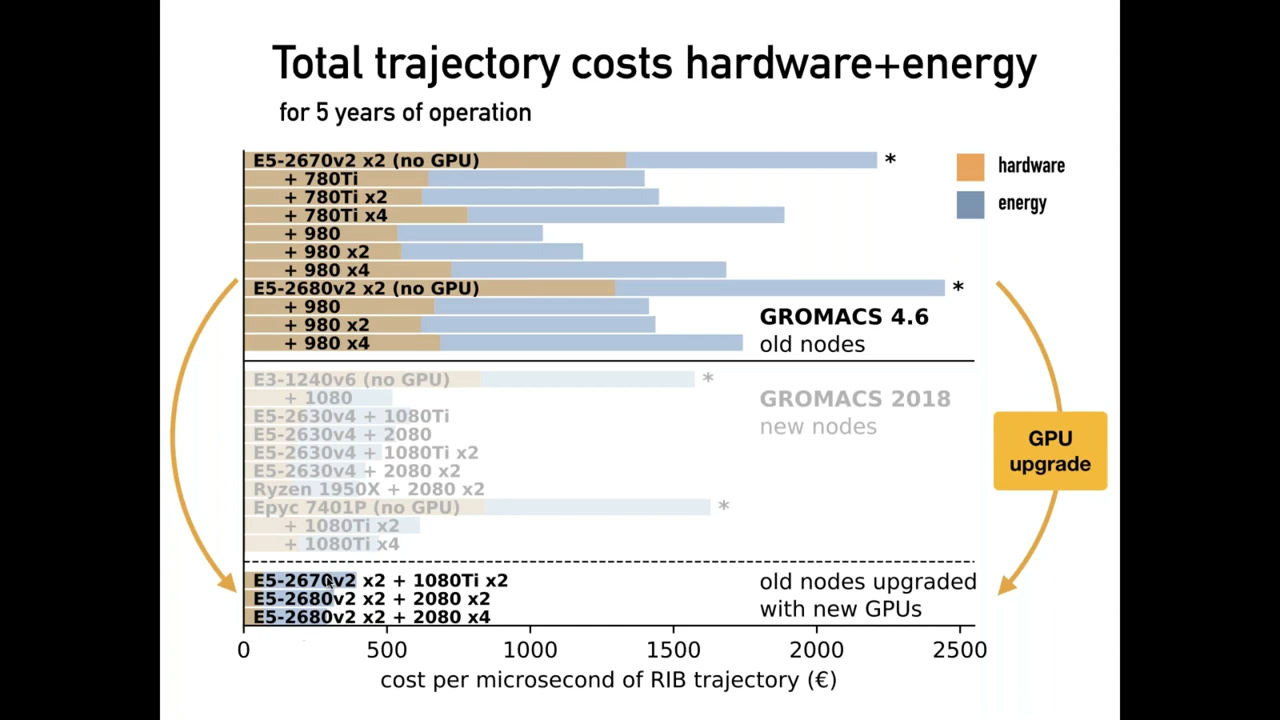 Total trajectory costs hardware+energy
for 5 years of operation
E5-2670v2 x2 (no GPU) *
+ 780Ti
+ 780Ti x2
+ 780Ti x4
+ 980
+ 980 x2
+ 980 x4
E5-2680v2 x2 (no GPU) *
+ 980
+ 980 x2
+ 980 x4
hardware
energy
GROMACS 4.6
old nodes
E3-1240v6 (no GPU) *
+ 1080
E5-2630v4 + 1080Ti
E5-2630v4 + 2080
E5-2630v4 + 1080Ti x2
E5-2630v4 + 2080 x2
Ryzen 1950X + 2080 x2
Epyc 7401P (no GPU) *
+ 1080Ti x2
+ 1080Ti x4
GROMACS 2018
new nodes
GPU
upgrade
E5-2670v2 x2 + 1080Ti x2
E5-2680v2 x2 + 2080 x2
E5-2680v2 x2 + 2080 x4
old nodes upgraded
with new GPUs
0 500 1000 1500 2000 2500
cost per microsecond of RIB trajectory (€)